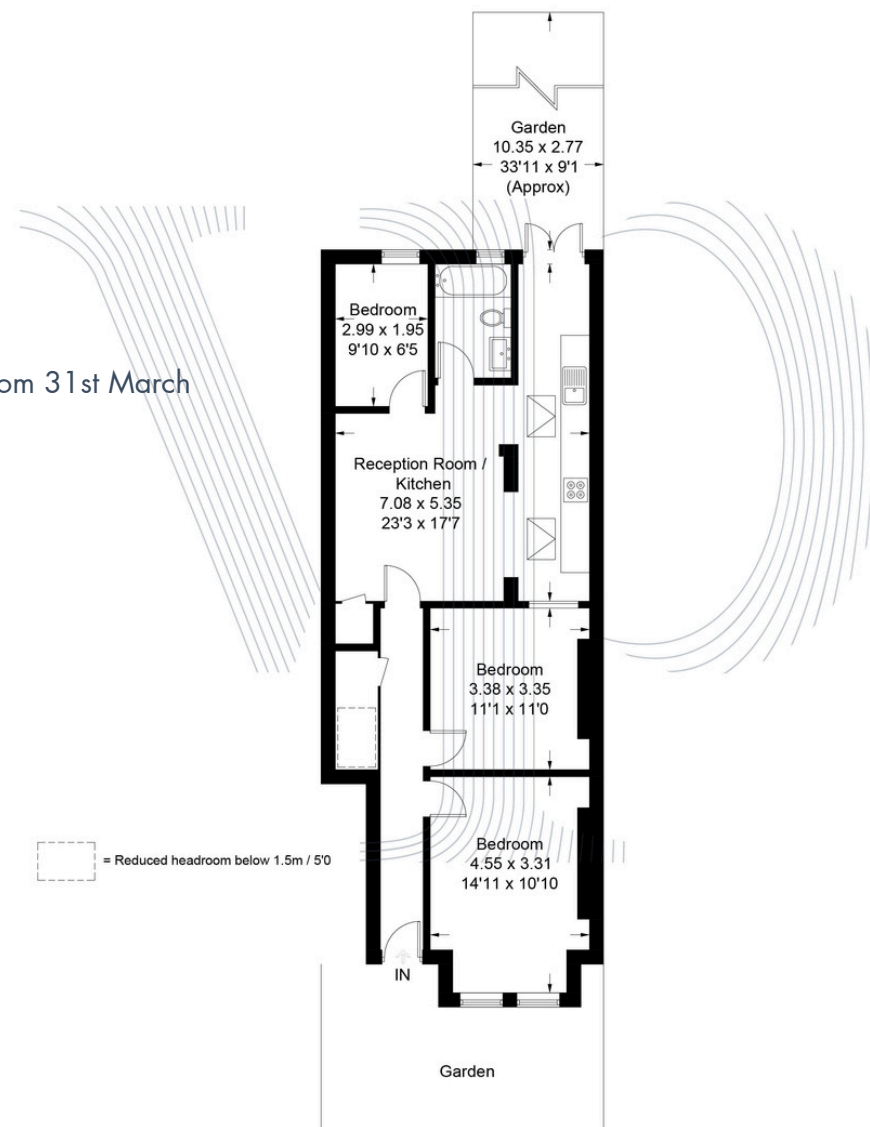 Garden
10.35 x 2.77
33'11 x 9'1
(Approx)
Bedroom
2.99 x 1.95
9'10 x 6'5
om 31st March
Reception Room /
Kitchen
7.08 x 5.35
23'3 x 17'7
Bedroom
3.38 x 3.35
11'1 x 11'0
Bedroom
4.55 x 3.31
14'11 x 10'10
= Reduced headroom below 1.5m / 5'0
IN
Garden